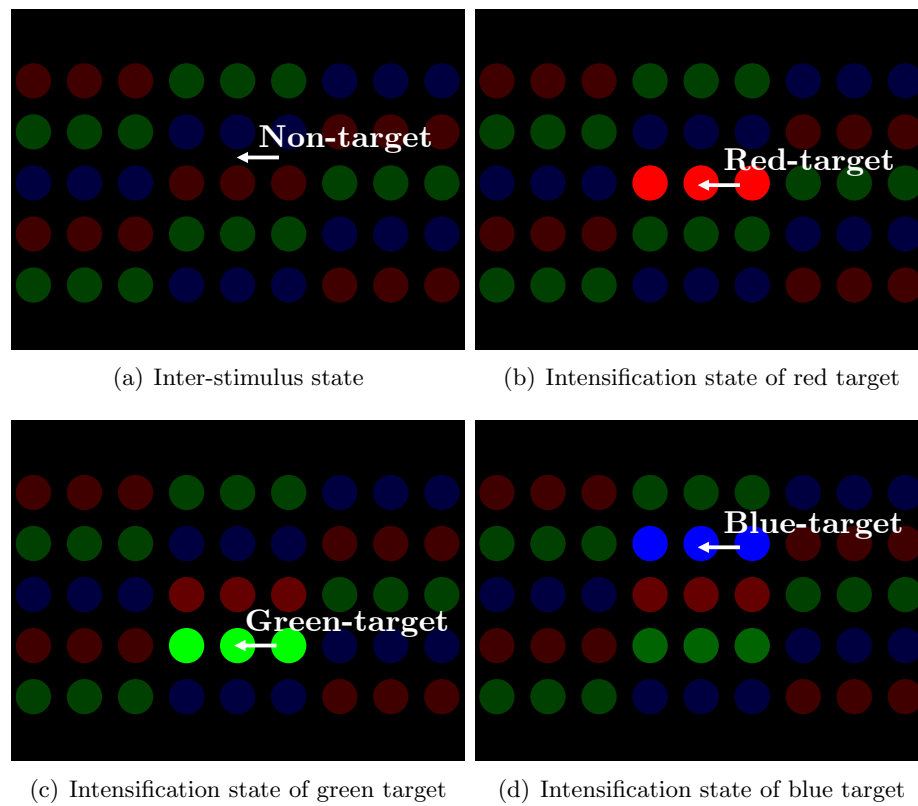 Non-target
Red-target
(a) Inter-stimulus state
(b) Intensification state of red target
Green-target
Blue-target
(c) Intensification state of green target
(d) Intensification state of blue target